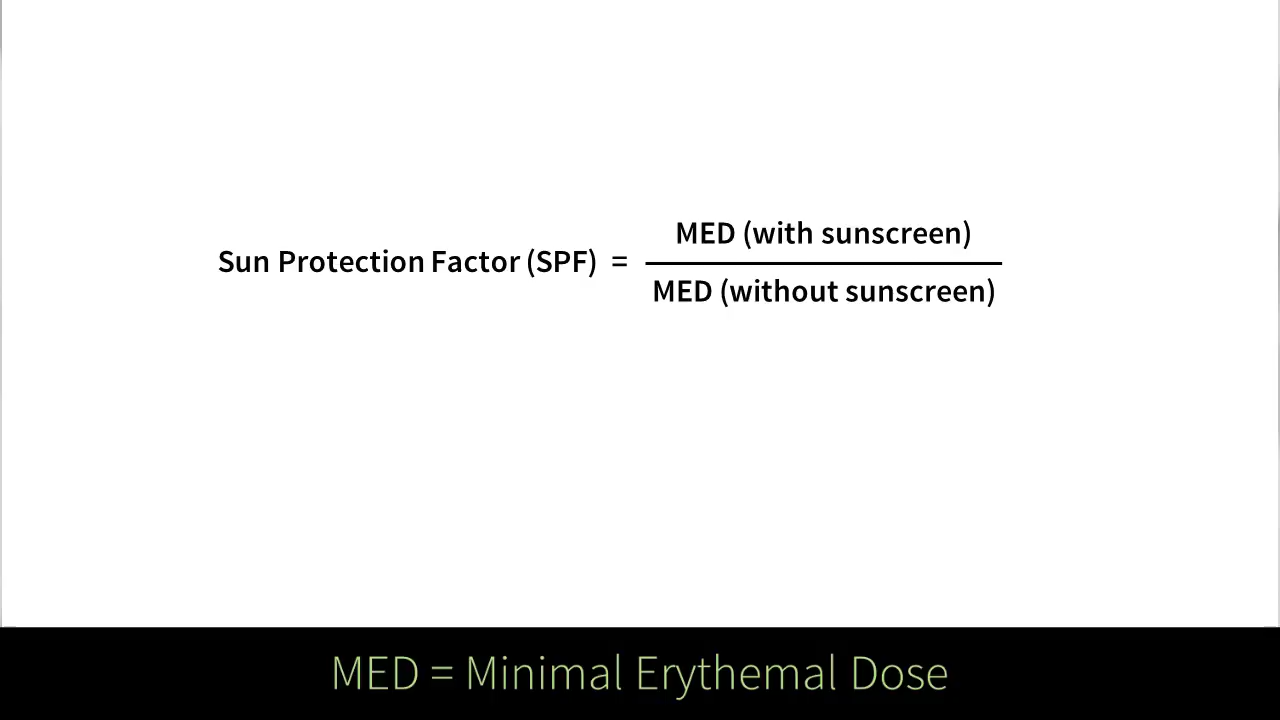 MED (with sunscreen)
Sun Protection Factor (SPF) =
MED (without sunscreen)
MED = Minimal Erythemal Dose